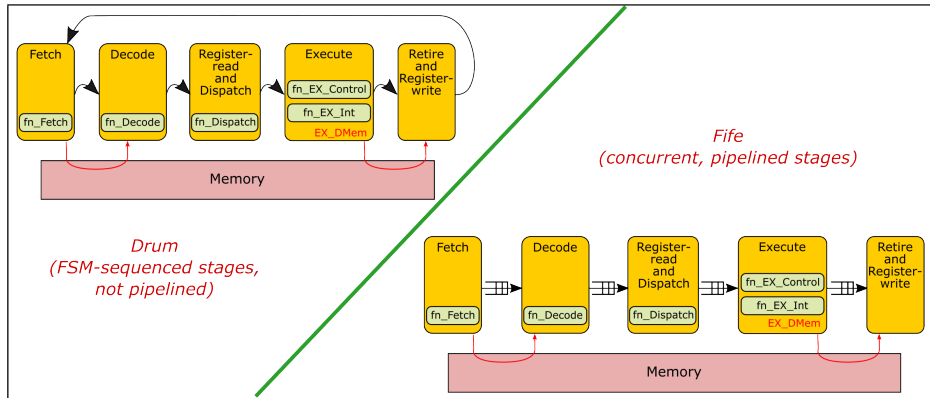 Fetch
fn_Fetch
Decode
fn_Decode
Register-
read
and
Dispatch
fn_Dispatch
Execute
fn_EX_Control
fn_EX_Int
EX_DMem
Retire
and
Register-
write
Memory
Drum
(FSM-sequenced stages,
not pipelined)
Fife
(concurrent, pipelined stages)
Fetch
fn_Fetch
Decode
fn_Decode
Register-
read
and
Dispatch
fn_Dispatch
Execute
fn_EX_Control
fn_EX_Int
EX_DMem
Retire
and
Register-
write
Memory